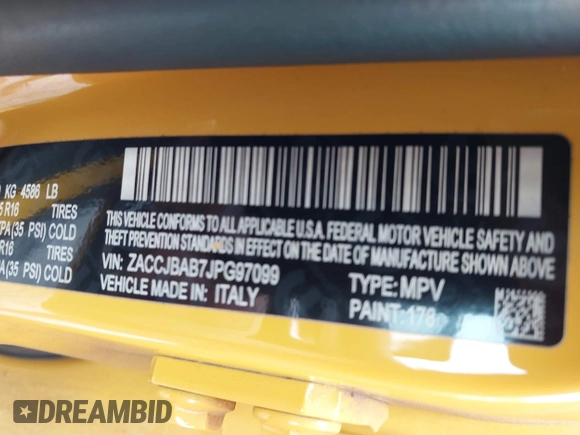 KG 4586 LB
R16 TIRES
PA(35 PSI) COLD
R16 TIRES
A(35 PSI) COLD
THIS VEHICLE CONFORMS TO ALL APPLICABLE U.S.A. FEDERAL MOTOR VEHICLE SAFETY AND
THEFT PREVENTION STANDARDS IN EFFECT ON THE DATE OF MANUFACTURE SHOWN ABOVE
VIN: ZACCJBAB7JPG97099 TYPE: MPV
VEHICLE MADE IN: ITALY PAINT: 178
DREAMBID